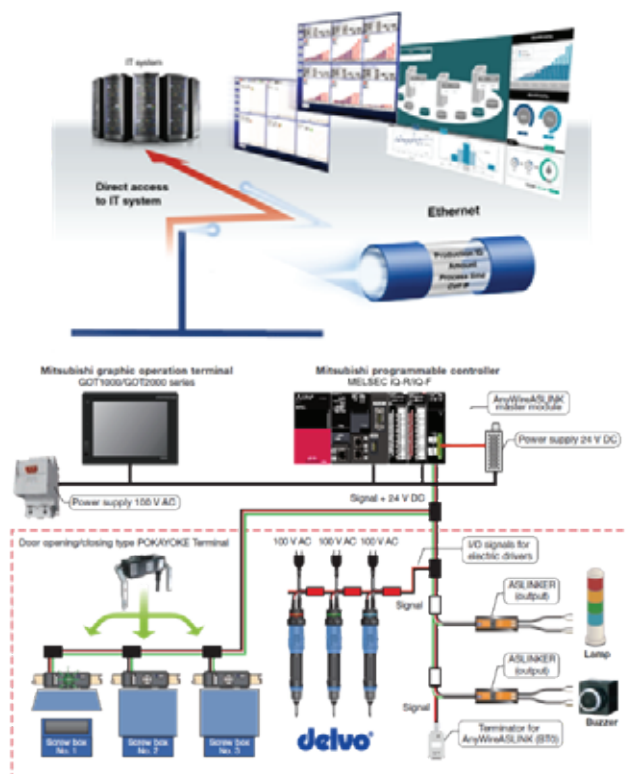 IT system
Direct access
to IT system
Ethernet
Production ID
Amount
Process time
Mitsubishi graphic operation terminal
GOT1000/GOT2000 series
Mitsubishi programmable controller
MELSEC iQ-R/iQ-F
AnyWireASLINK
master module
Power supply 24 V DC
Power supply 100 V AC
Signal + 24 V DC
Door opening/closing type POKAYOKE Terminal
100 V AC
100 V AC
100 V AC
I/O signals for
electric drivers
Signal
ASLINKER
(output)
Lamp
ASLINKER
(output)
Signal
Buzzer
Terminator for
AnyWireASLINK (BT0)
Screw box
No. 1
Screw box
No. 2
Screw box
No. 3
delvo®